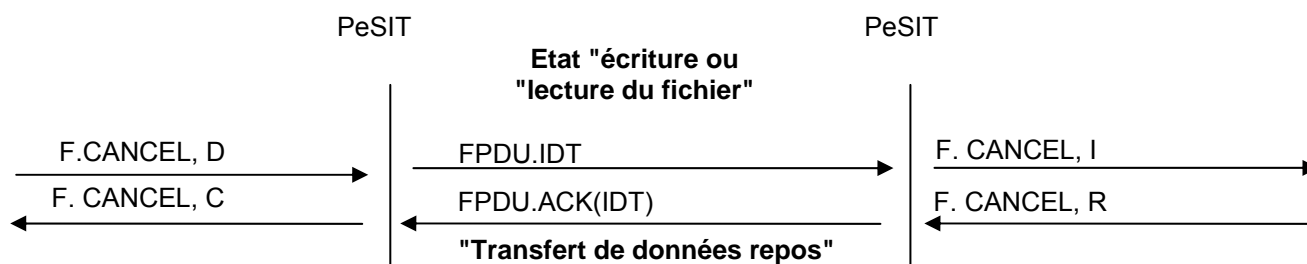 PeSIT PeSIT
Etat "écriture ou
"lecture du fichier"
F.CANCEL, D FPDU.IDT F. CANCEL, I
F. CANCEL, C FPDU.ACK(IDT) F. CANCEL, R
"Transfert de données repos"